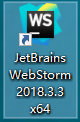 WS
JetBrains
WebStorm
2018.3.3
x64